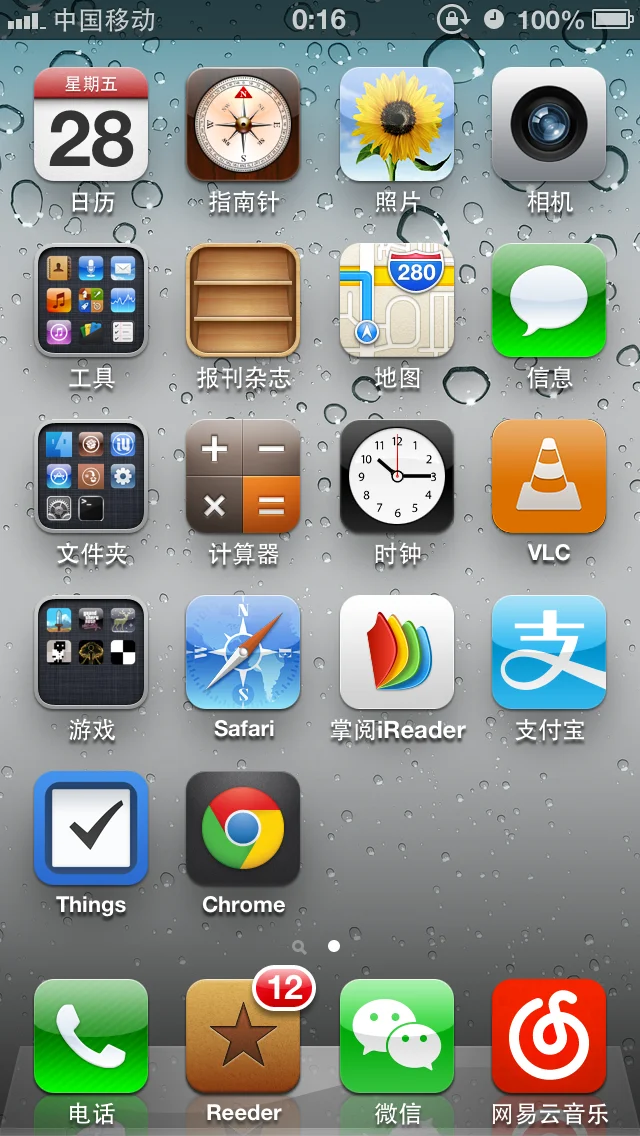 中国移动 0:16 100%
星期五
28
日历 指南针 照片 相机
280
工具 报刊杂志 地图 信息
文件夹 计算器 时钟 VLC
游戏 Safari 掌阅iReader 支付宝
Things Chrome
12
电话 Reeder 微信 网易云音乐